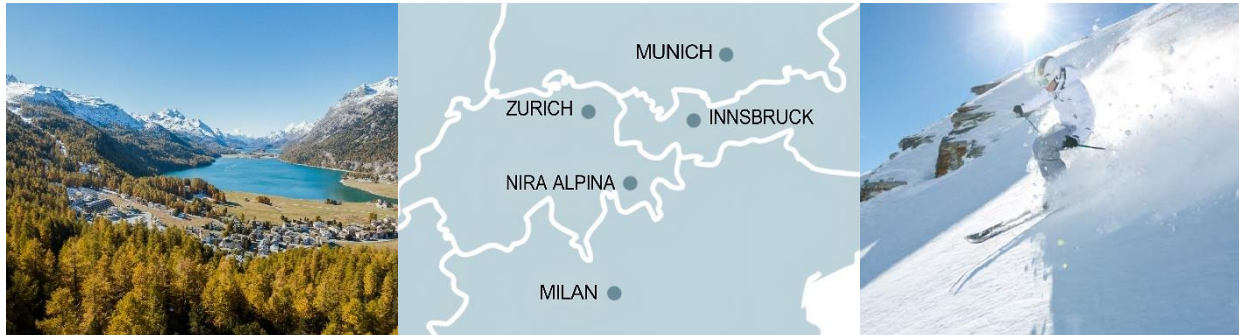 MUNICH
ZURICH
INNSBRUCK
NIRA ALPINA
MILAN